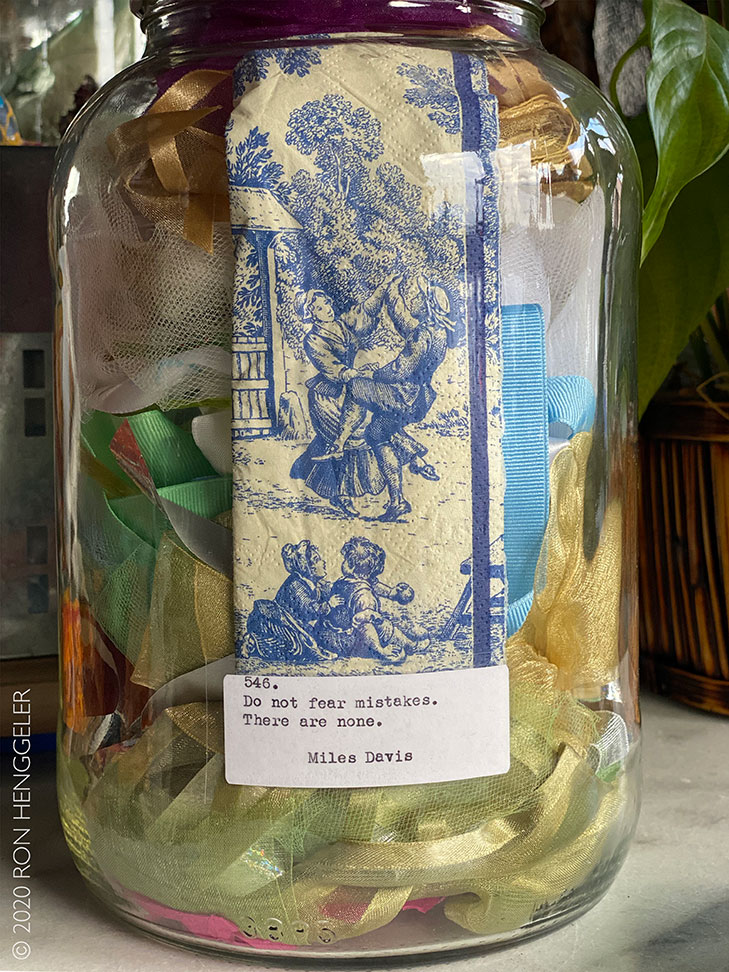 546.
Do not fear mistakes.
There are none.
Miles Davis
© 2020 RON HENGGELER